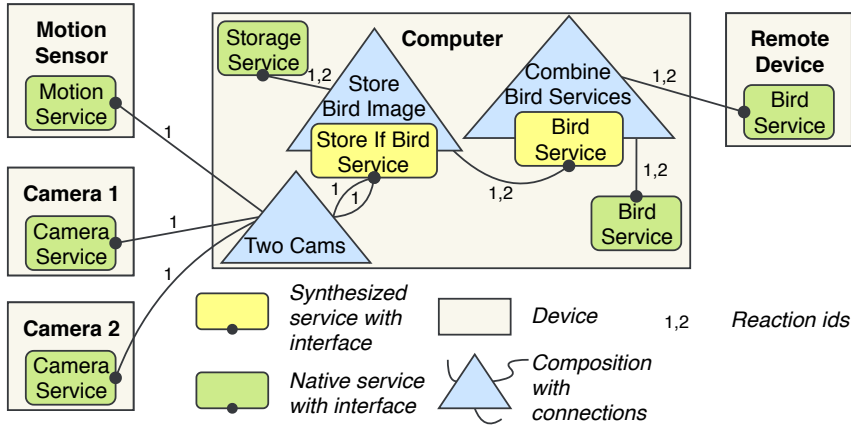 Motion
Sensor
Motion
Service
1
Camera 1
Camera
Service
1
Camera 2
Camera
Service
1
Computer
Storage
Service
1,2
Store
Bird Image
Store If Bird
Service
1
1
Two Cams
1,2
Combine
Bird Services
Bird
Service
1,2
Bird
Service
1,2
Remote
Device
Bird
Service
Synthesized
service with
interface
Native service
with interface
Device
Composition
with
connections
1,2 Reaction ids